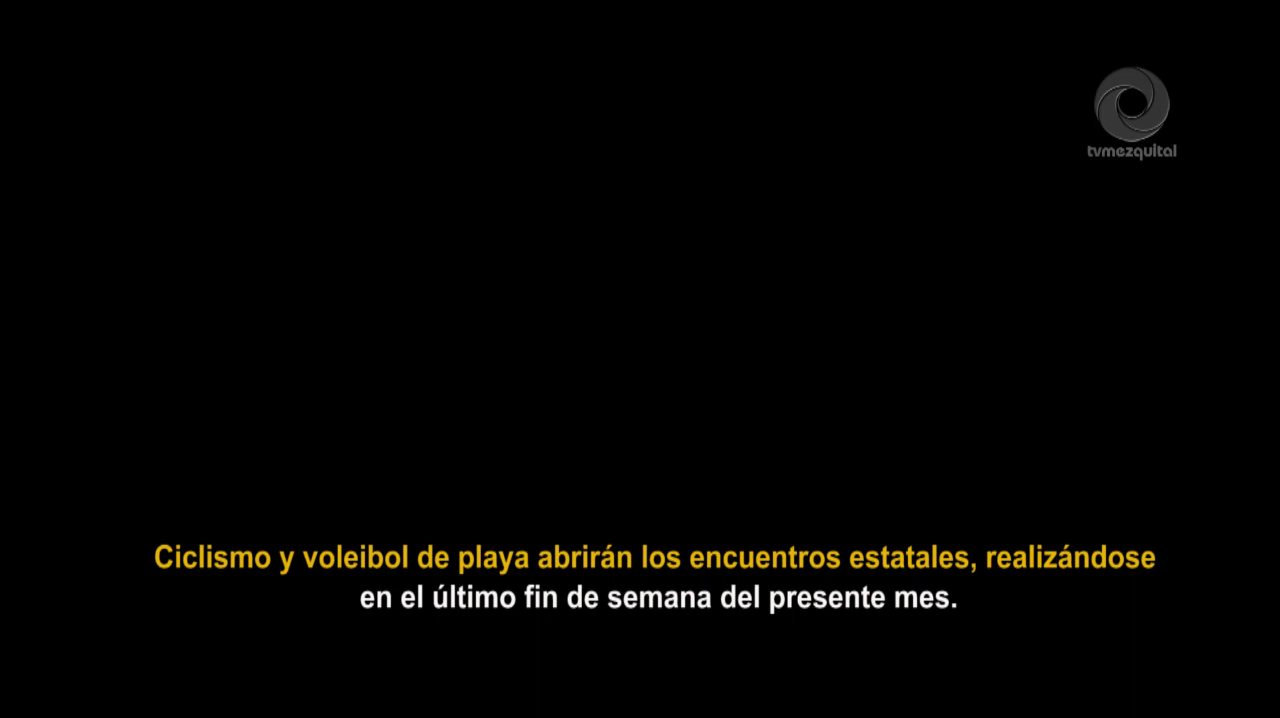 tvmezquital
Ciclismo y voleibol de playa abrirán los encuentros estatales, realizándose
en el último fin de semana del presente mes.